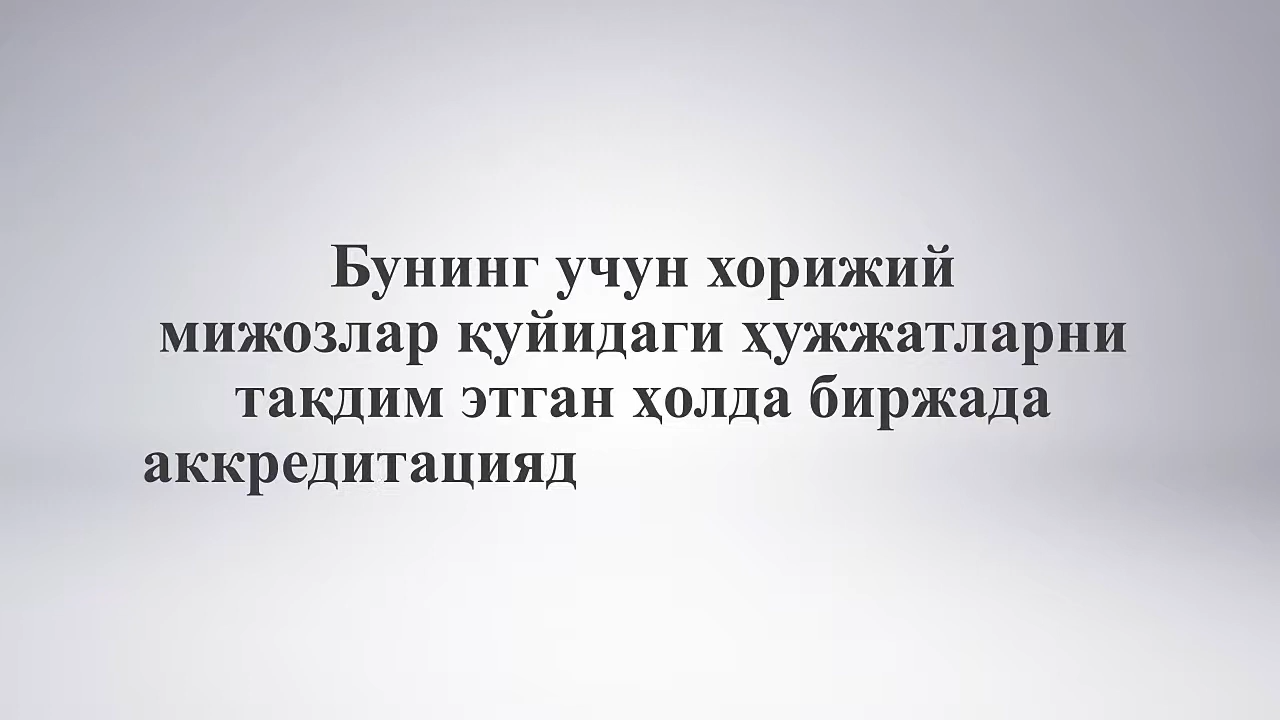 Бунинг учун хорижий
мижозлар қуйидаги ҳужжатларни
тақдим этган ҳолда биржада
аккредитацияд